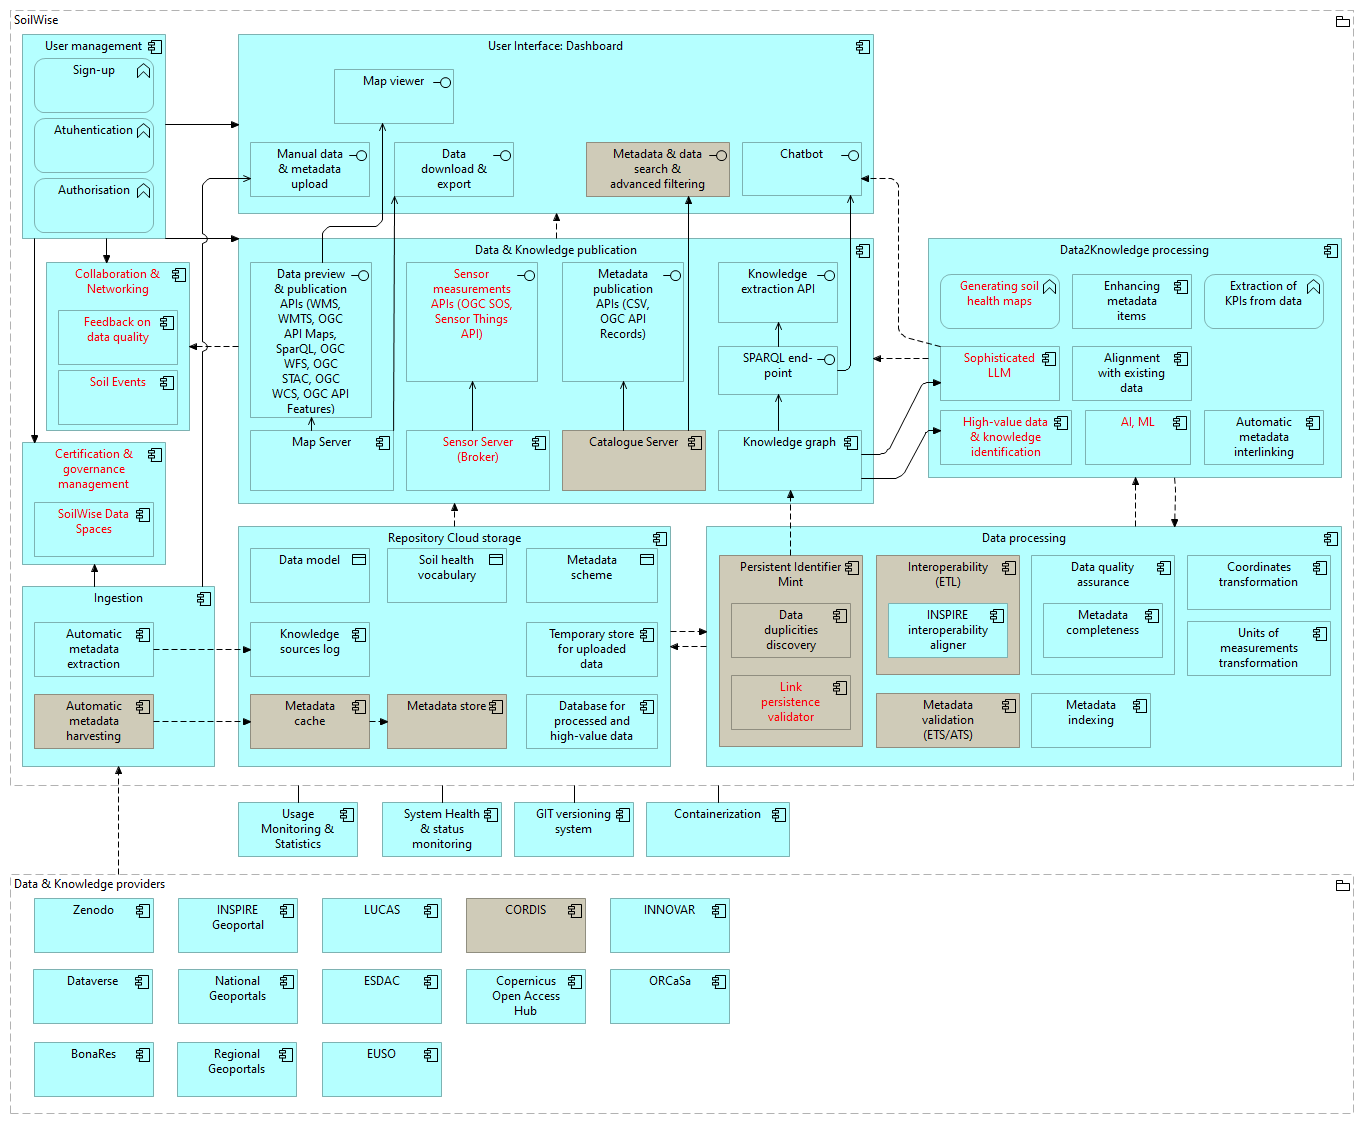 SoilWise
User management
Sign-up
Atuhentication
Authorisation
User Interface: Dashboard
Map viewer
Manual data
& metadata
upload
Data
download &
export
Metadata & data
search &
advanced filtering
Chatbot
Collaboration &
Networking
Feedback on
data quality
Soil Events
Data & Knowledge publication
Data preview
& publication
APIs (WMS,
WMTS, OGC
API Maps,
SparQL, OGC
WFS, OGC
STAC, OGC
WCS, OGC API
Features)
Sensor
measurements
APIs (OGC SOS,
Sensor Things
API)
Metadata
publication
APIs (CSV,
OGC API
Records)
Knowledge
extraction API
SPARQL end-
point
Map Server
Sensor Server
(Broker)
Catalogue Server
Knowledge graph
Data2Knowledge processing
Generating soil
health maps
Enhancing
metadata
items
Extraction of
KPIs from data
Sophisticated
LLM
Alignment
with existing
data
High-value data
& knowledge
identification
AI, ML
Automatic
metadata
interlinking
Certification &
governance
management
SoilWise Data
Spaces
Ingestion
Automatic
metadata
extraction
Automatic
metadata
harvesting
Repository Cloud storage
Data model
Soil health
vocabulary
Metadata
scheme
Knowledge
sources log
Temporary store
for uploaded
data
Metadata
cache
Metadata store
Database for
processed and
high-value data
Data processing
Persistent Identifier
Mint
Data
duplicities
discovery
Link
persistence
validator
Interoperability
(ETL)
INSPIRE
interoperability
aligner
Metadata
validation
(ETS/ATS)
Data quality
assurance
Metadata
completeness
Metadata
indexing
Coordinates
transformation
Units of
measurements
transformation
Usage
Monitoring &
Statistics
System Health
& status
monitoring
GIT versioning
system
Containerization
Data & Knowledge providers
Zenodo
INSPIRE
Geoportal
LUCAS
CORDIS
INNOVAR
Dataverse
National
Geoportals
ESDAC
Copernicus
Open Access
Hub
ORCaSa
BonaRes
Regional
Geoportals
EUSO